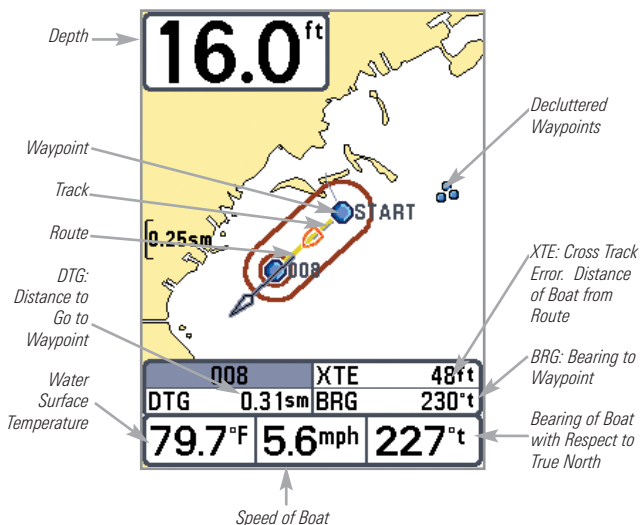 Depth
16.0 ft
Decluttered
Waypoints
Waypoint
Track
START
Route
0.25sm
008
DTG:
Distance to
Go to
Waypoint
XTE: Cross Track
Error. Distance
of Boat from
Route
Water
Surface
Temperature
008
XTE 48ft
DTG 0.31sm
BRG 230°t
BRG: Bearing to
Waypoint
79.7°F
5.6mph
227°t
Bearing of Boat
with Respect to
True North
Speed of Boat